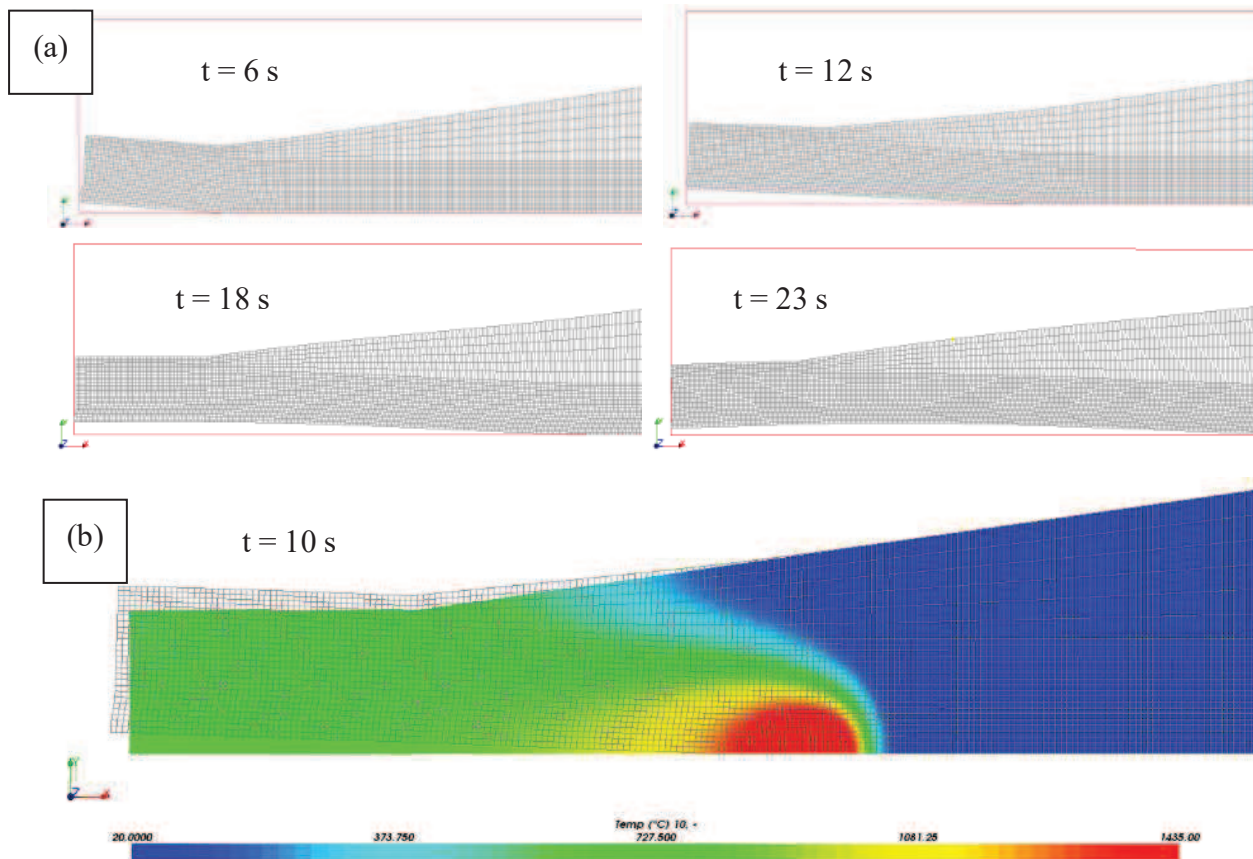 (a)
t = 6 s
t = 12 s
t = 18 s
t = 23 s
(b)
t = 10 s
Temp (°C) 10. -
20.0000 373.750 727.500 1081.25 1435.00